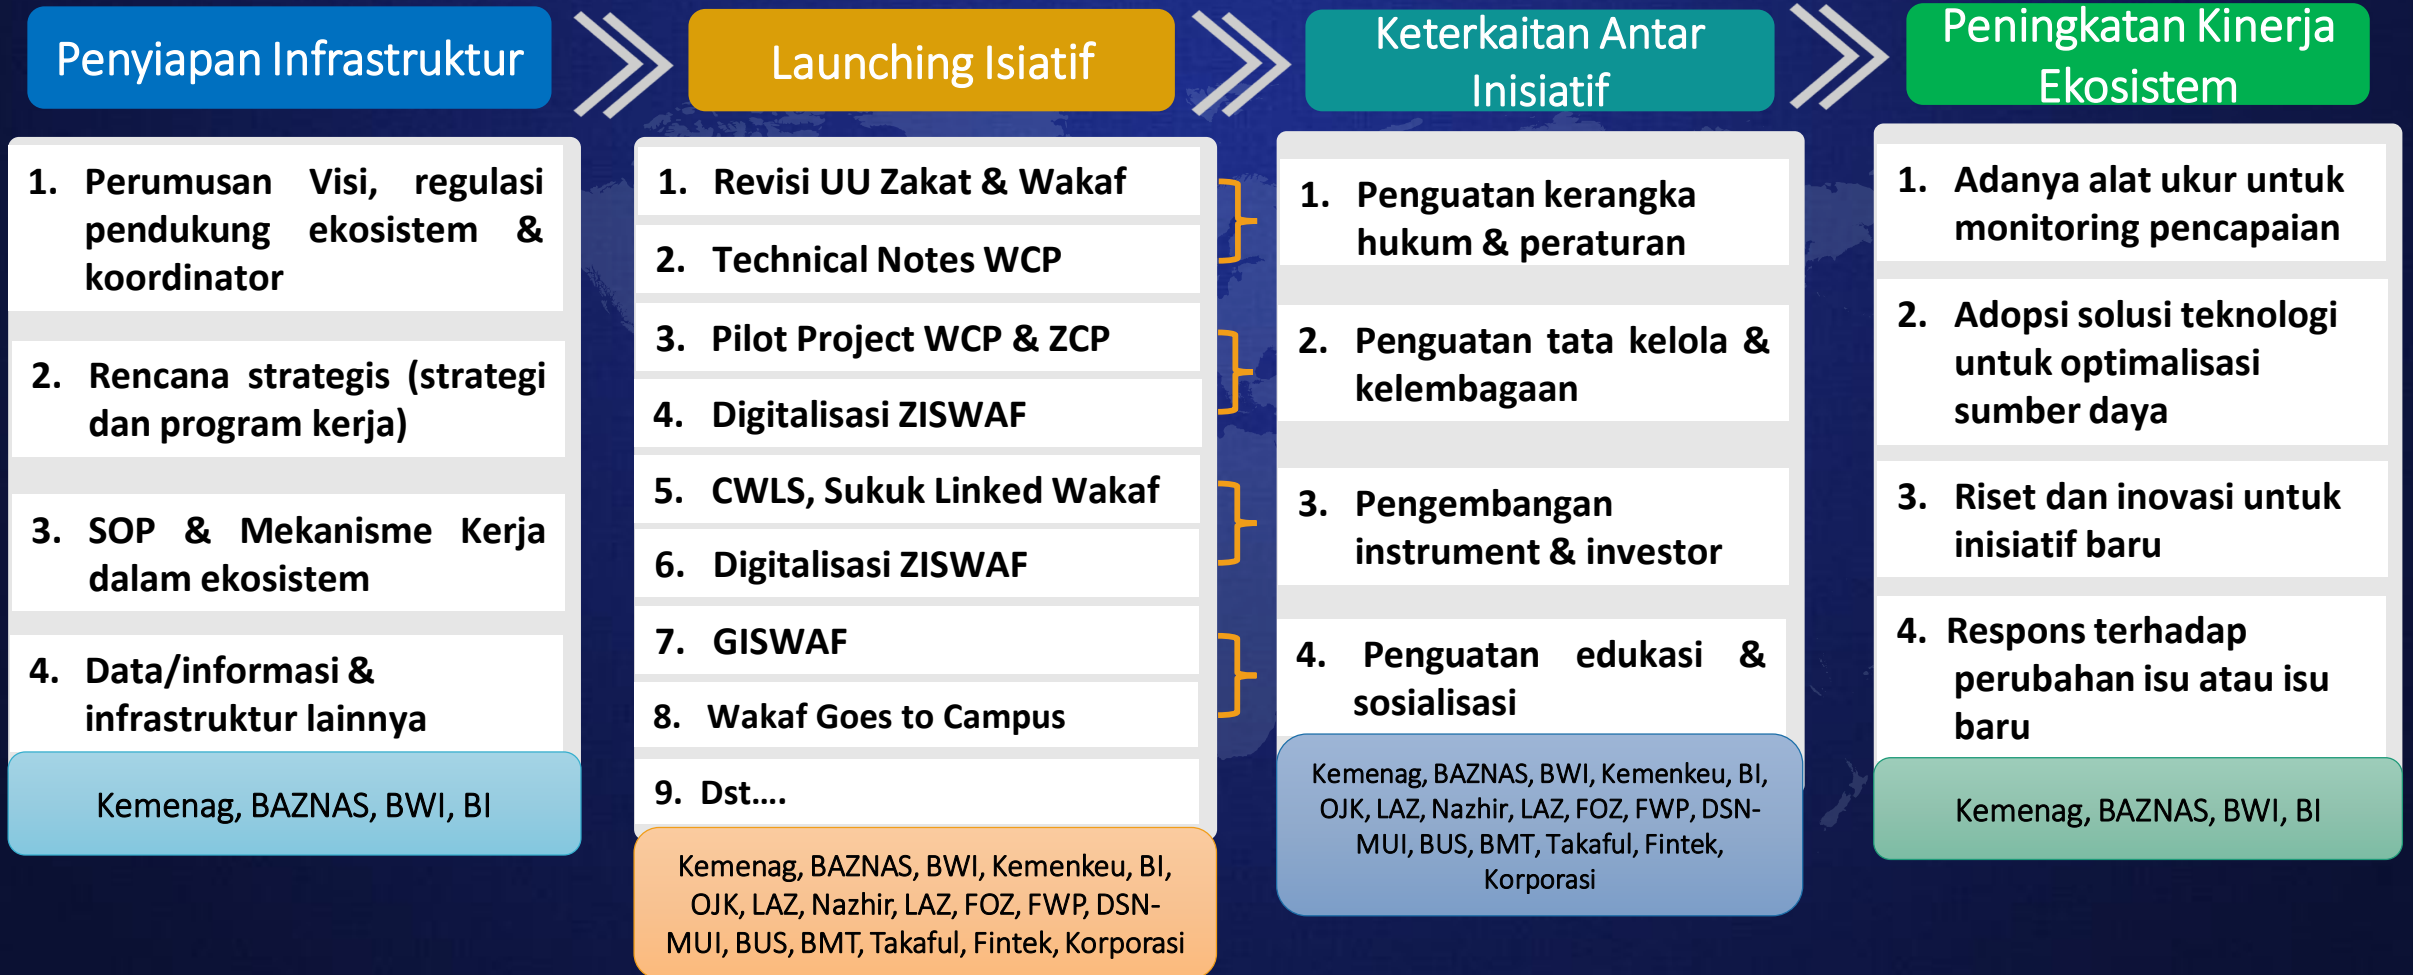 Penyiapan Infrastruktur
1. Perumusan Visi, regulasi
pendukung ekosistem &
koordinator
2. Rencana strategis (strategi
dan program kerja)
3. SOP & Mekanisme Kerja
dalam ekosistem
4. Data/informasi &
infrastruktur lainnya
Kemenag, BAZNAS, BWI, BI
Launching Isiatif
1. Revisi UU Zakat & Wakaf
2. Technical Notes WCP
3. Pilot Project WCP & ZCP
4. Digitalisasi ZISWAF
5. CWLS, Sukuk Linked Wakaf
6. Digitalisasi ZISWAF
7. GISWAF
8. Wakaf Goes to Campus
9. Dst....
Kemenag, BAZNAS, BWI, Kemenkeu, BI,
OJK, LAZ, Nazhir, LAZ, FOZ, FWP, DSN-
MUI, BUS, BMT, Takaful, Fintek, Korporasi
Keterkaitan Antar
Inisiatif
1. Penguatan kerangka
hukum & peraturan
2. Penguatan tata kelola &
kelembagaan
3. Pengembangan
instrument & investor
4. Penguatan edukasi &
sosialisasi
Kemenag, BAZNAS, BWI, Kemenkeu, BI,
OJK, LAZ, Nazhir, LAZ, FOZ, FWP, DSN-
MUI, BUS, BMT, Takaful, Fintek,
Korporasi
Peningkatan Kinerja
Ekosistem
1. Adanya alat ukur untuk
monitoring pencapaian
2. Adopsi solusi teknologi
untuk optimalisasi
sumber daya
3. Riset dan inovasi untuk
inisiatif baru
4. Respons terhadap
perubahan isu atau isu
baru
Kemenag, BAZNAS, BWI, BI